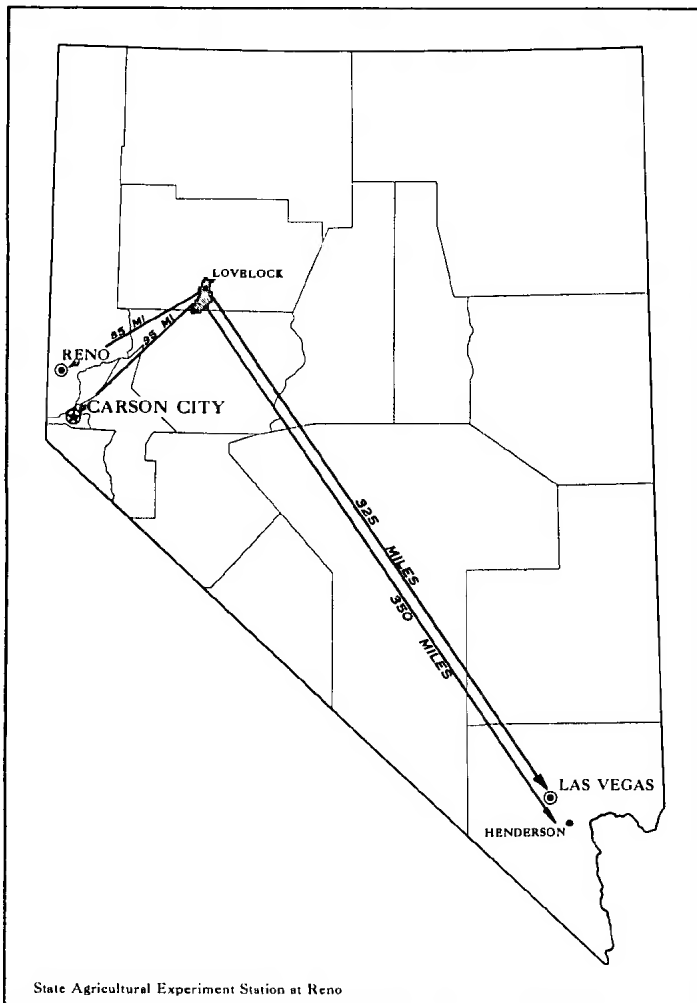 LOVELOCK
85 MI
95 MI
RENO
CARSON CITY
325 MILES
350 MILES
LAS VEGAS
HENDERSON
State Agricultural Experiment Station at Reno